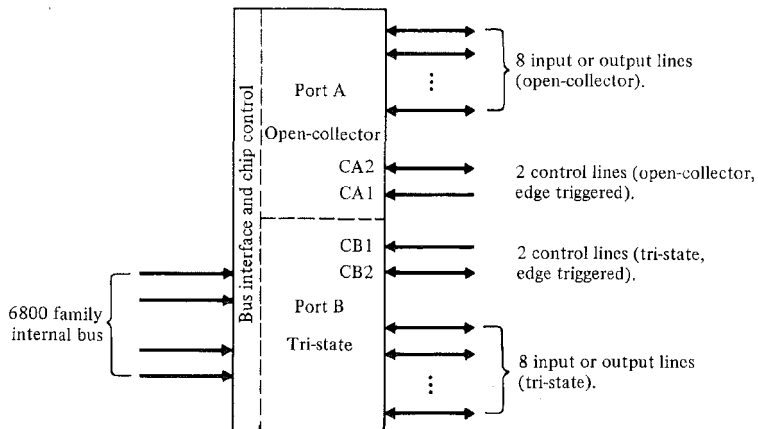 8 input or output lines
(open-collector).
Port A
Open-collector
CA2
CA1
2 control lines (open-collector,
edge triggered).
Bus interface and chip control
CB1
CB2
2 control lines (tri-state,
edge triggered).
6800 family
internal bus
Port B
Tri-state
8 input or output lines
(tri-state).